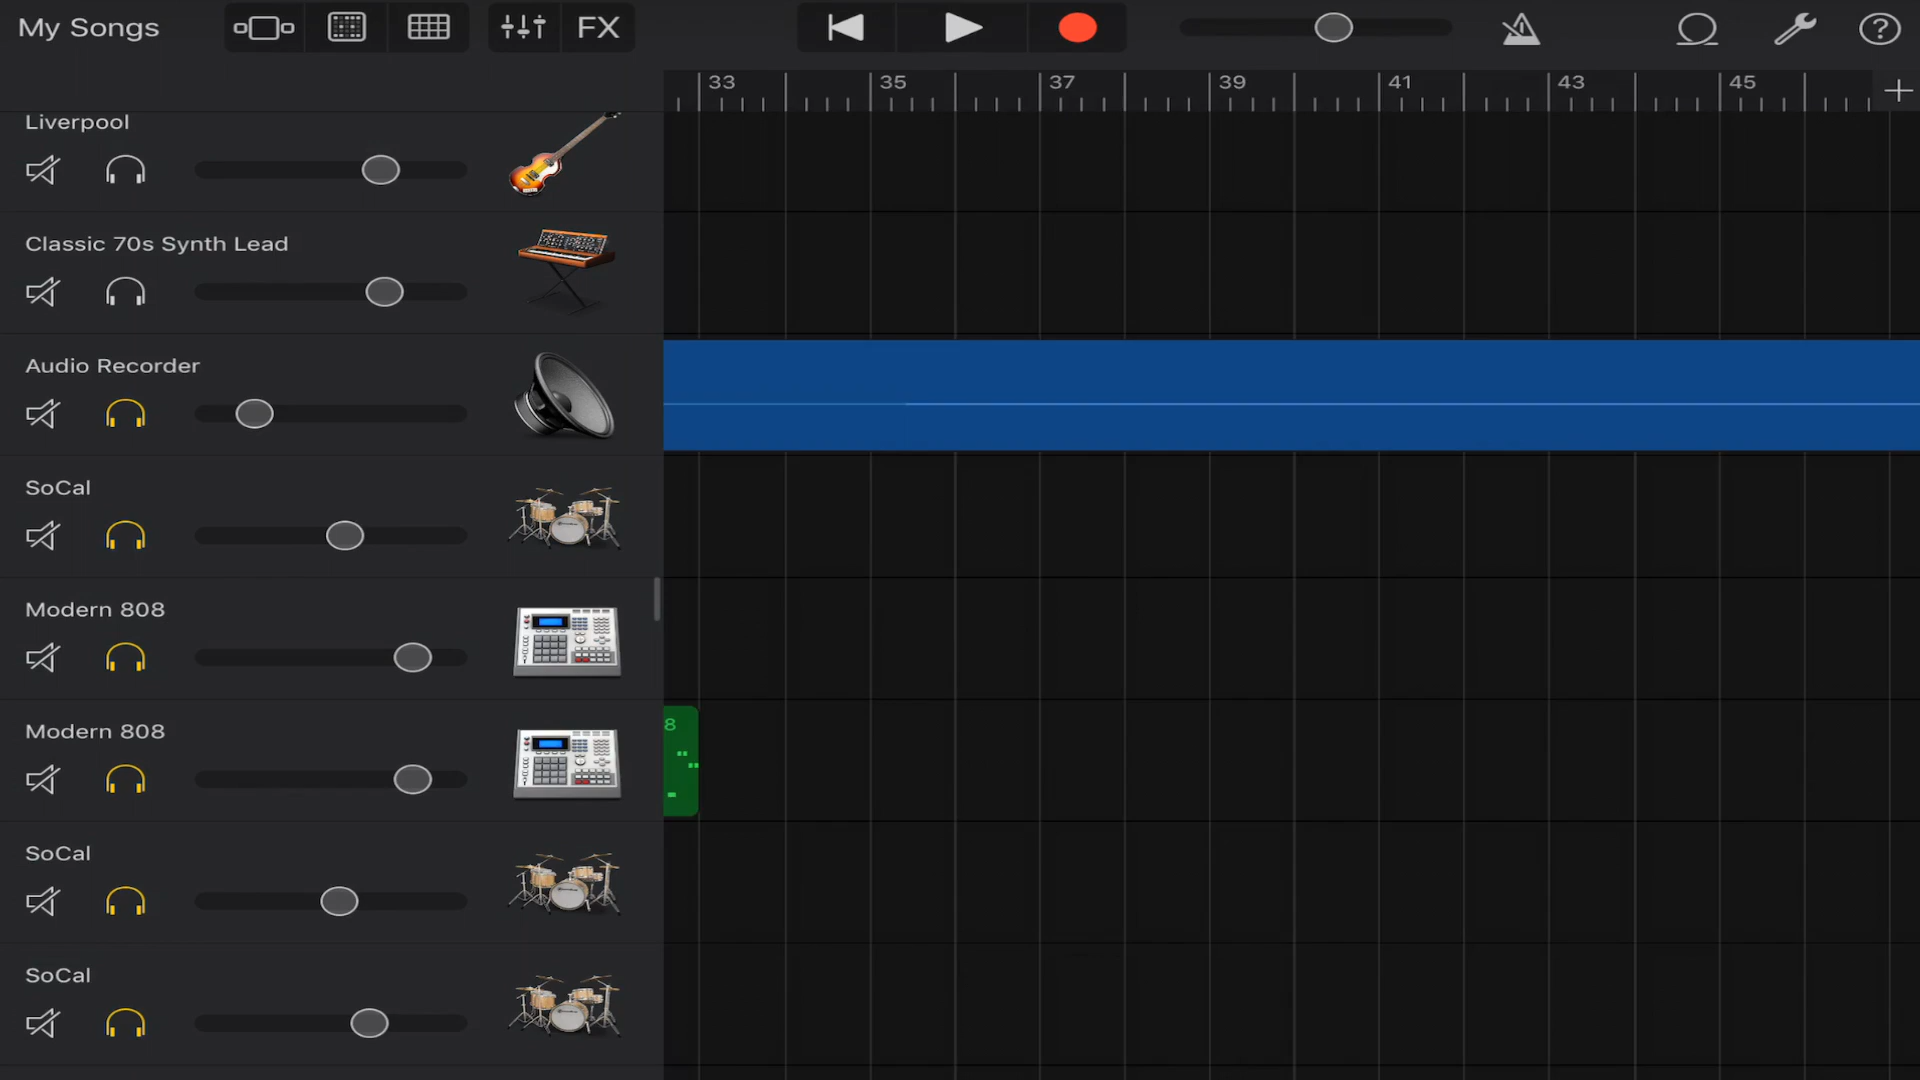 My Songs
FX
33 35 37 39 41 43 45
Liverpool
Classic 70s Synth Lead
Audio Recorder
SoCal
Modern 808
Modern 808
8
SoCal
SoCal